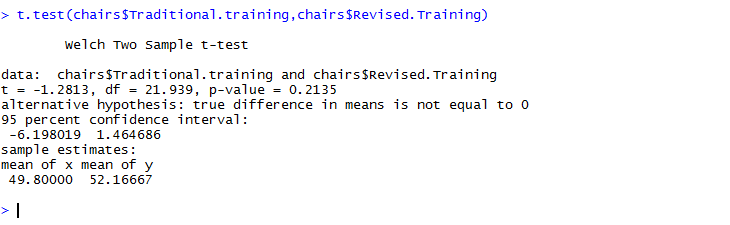 > t.test(chairs$Traditional.training,chairs$Revised.Training)
Welch Two Sample t-test
data:  chairs$Traditional.training and chairs$Revised.Training
t = -1.2813, df = 21.939, p-value = 0.2135
alternative hypothesis: true difference in means is not equal to 0
95 percent confidence interval:
 -6.198019  1.464686
sample estimates:
mean of x mean of y
 49.80000  52.16667
>